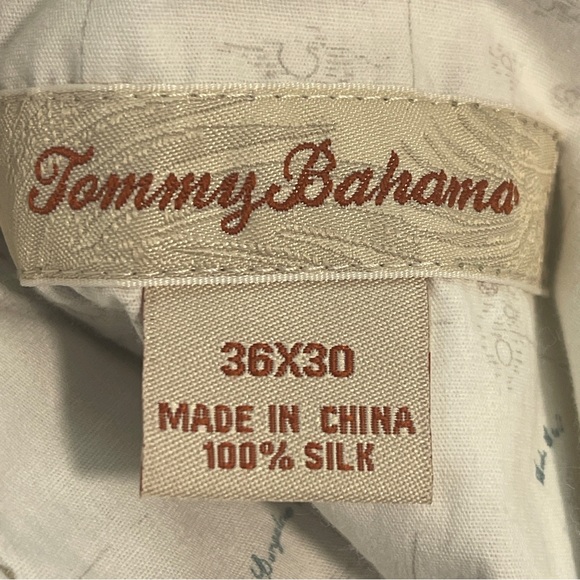 Tommy Bahama
36X30
MADE IN CHINA
100% SILK